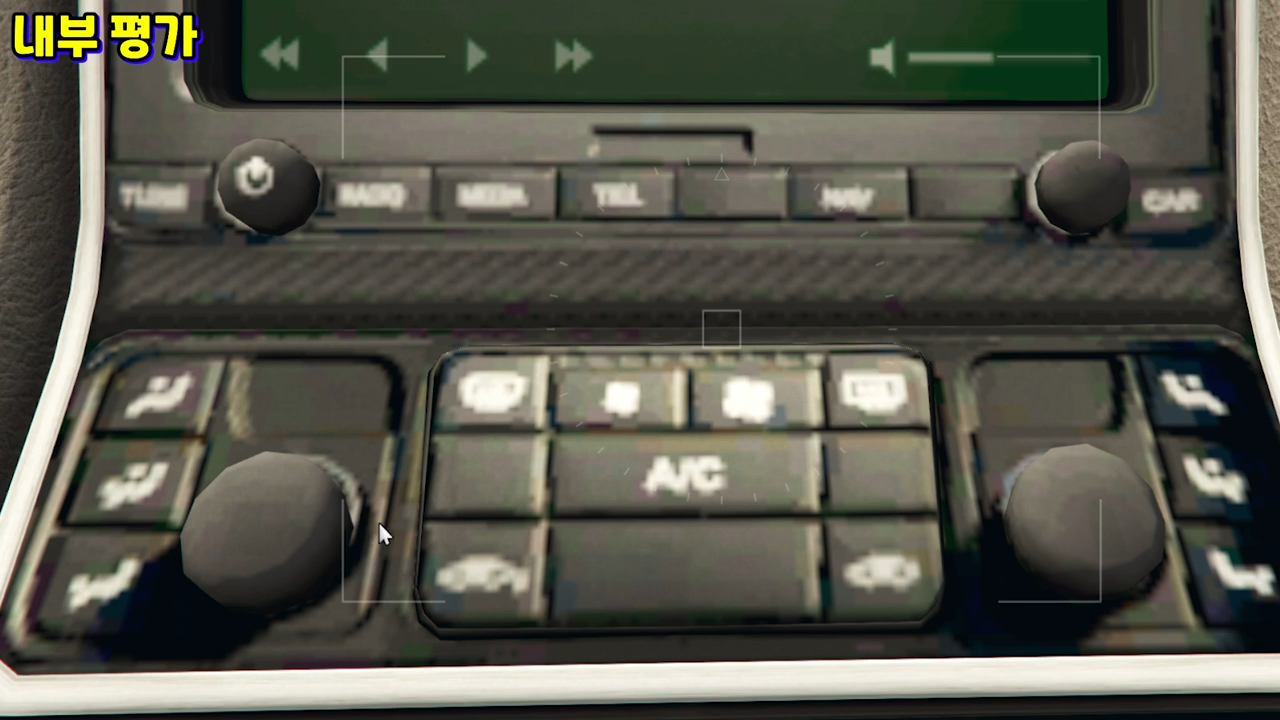 내부 평가
TUNE
RADIO
MEDIA
TEL
NAV
CAR
A/C